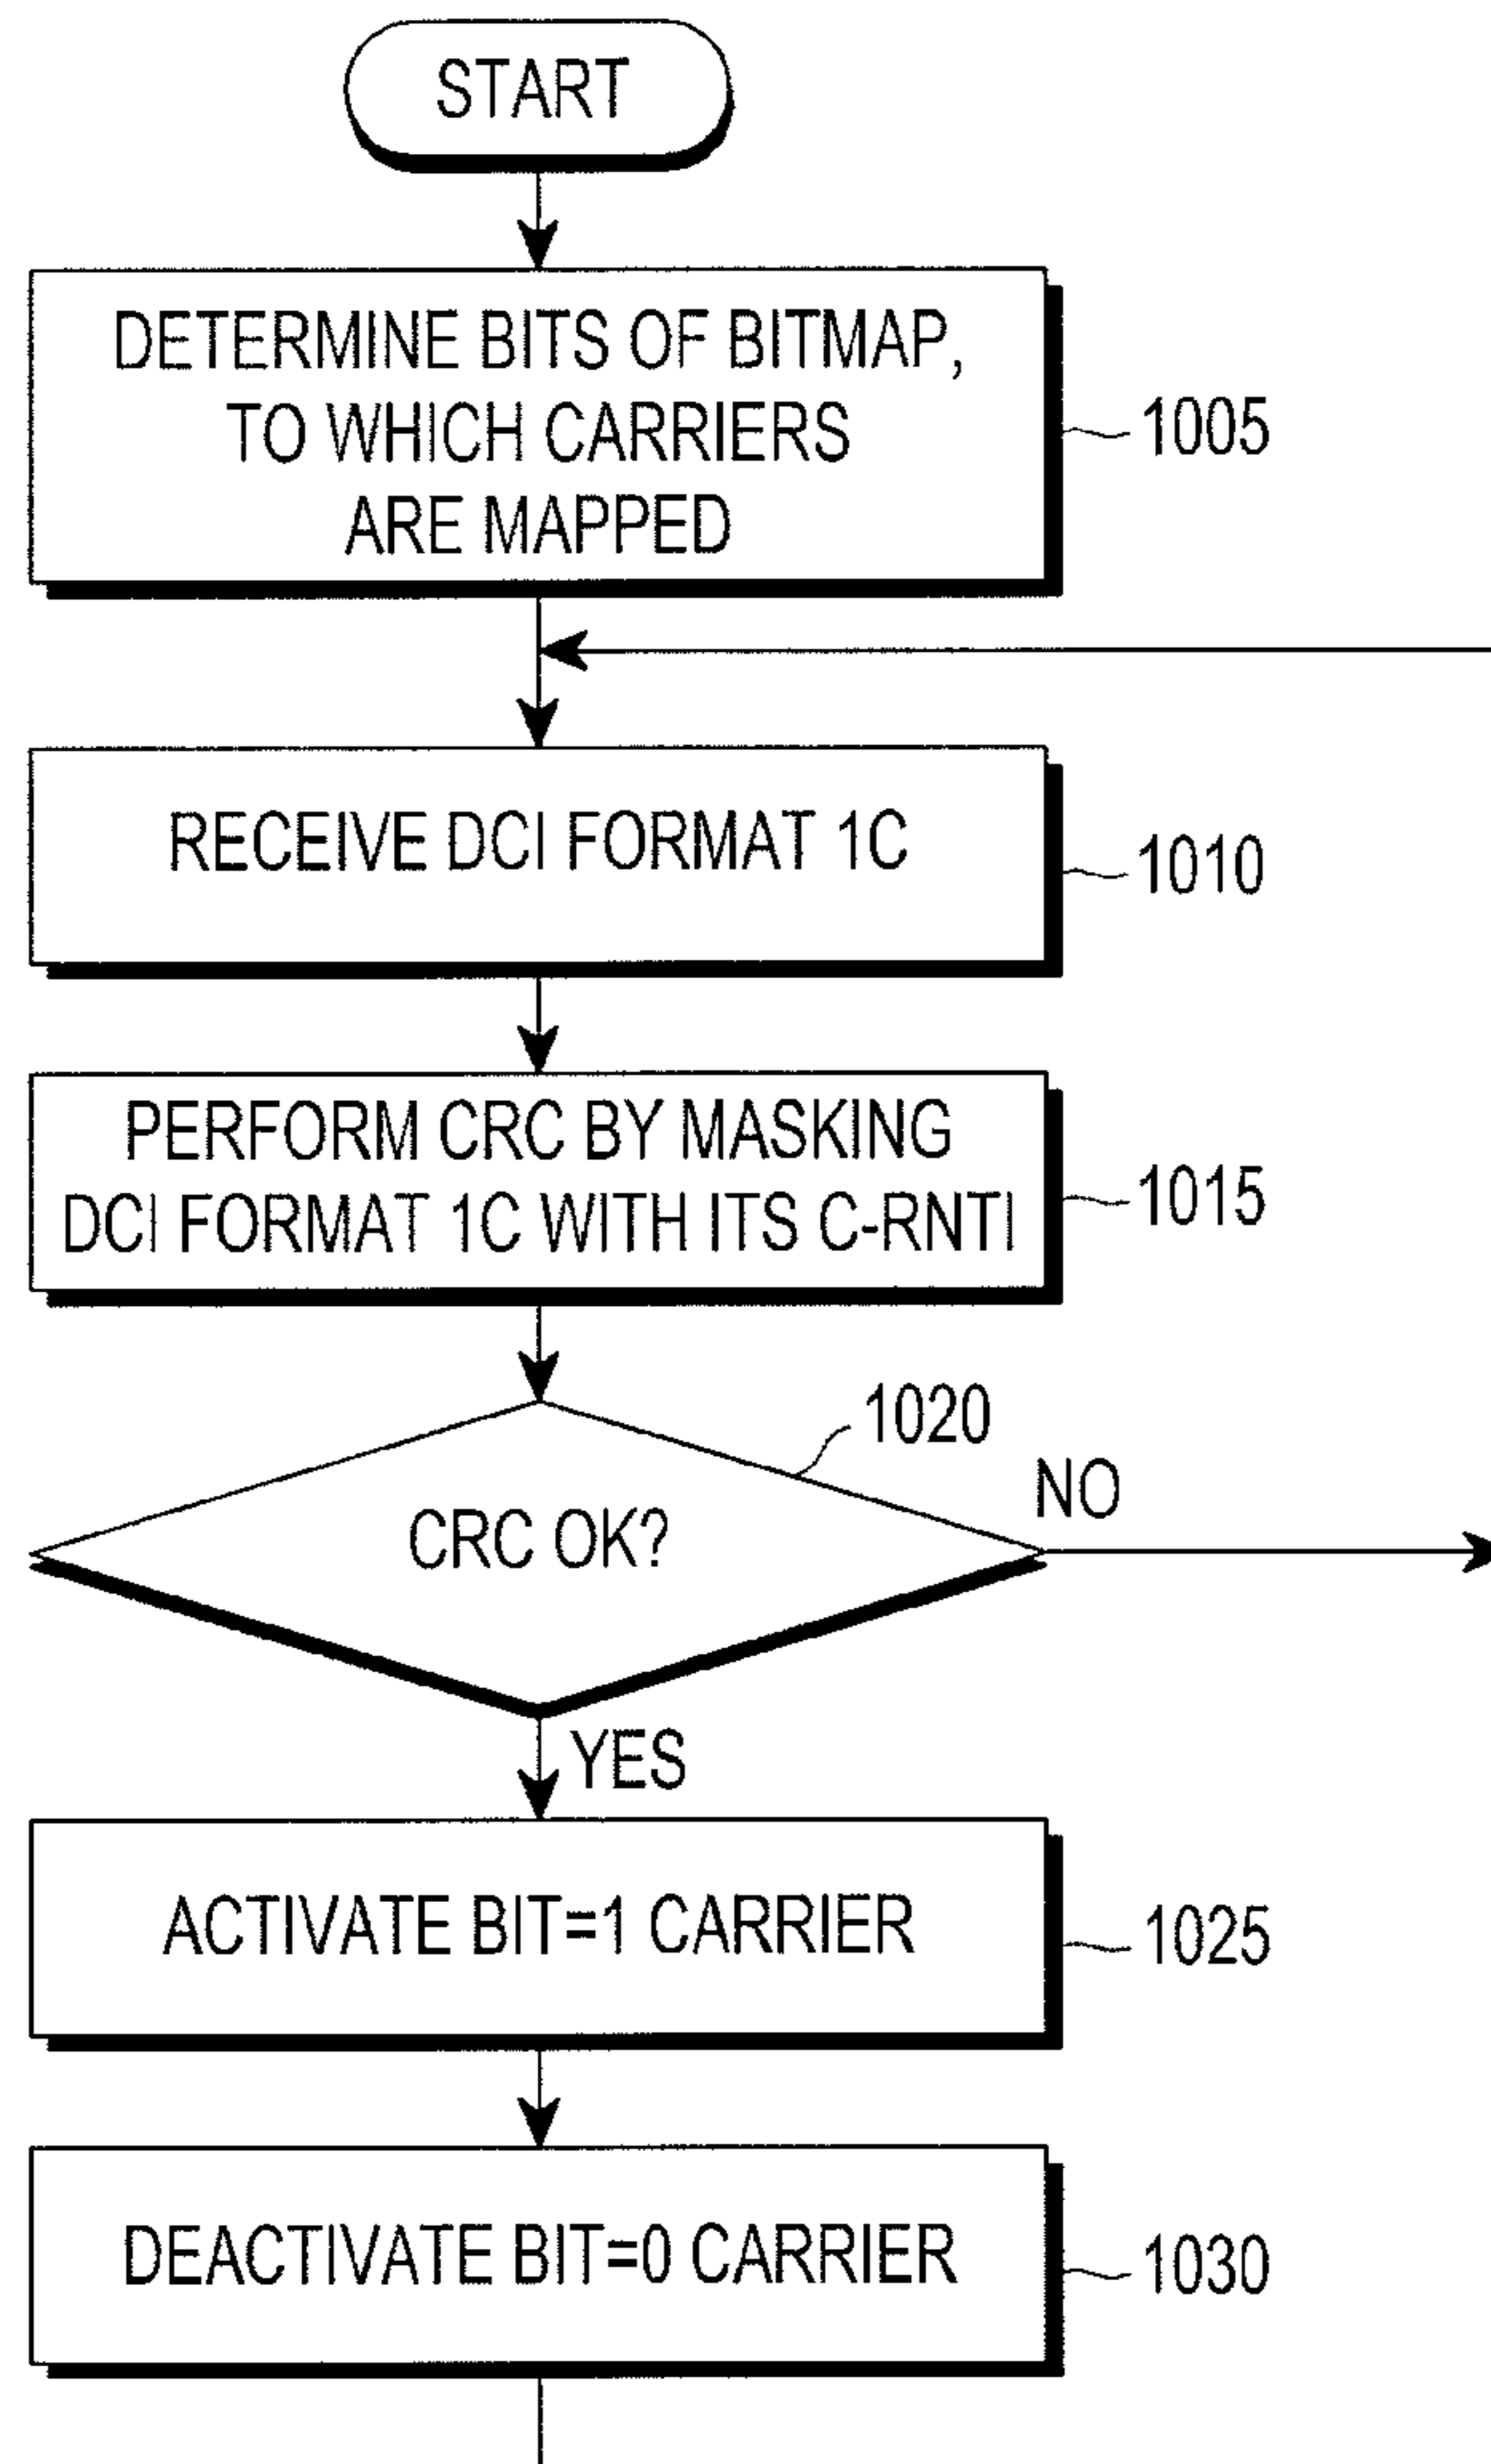 START
DETERMINE BITS OF BITMAP,
TO WHICH CARRIERS
ARE MAPPED
1005
RECEIVE DCI FORMAT 1C
1010
PERFORM CRC BY MASKING
DCI FORMAT 1C WITH ITS C-RNTI
1015
1020
CRC OK?
NO
YES
ACTIVATE BIT=1 CARRIER
1025
DEACTIVATE BIT=0 CARRIER
1030